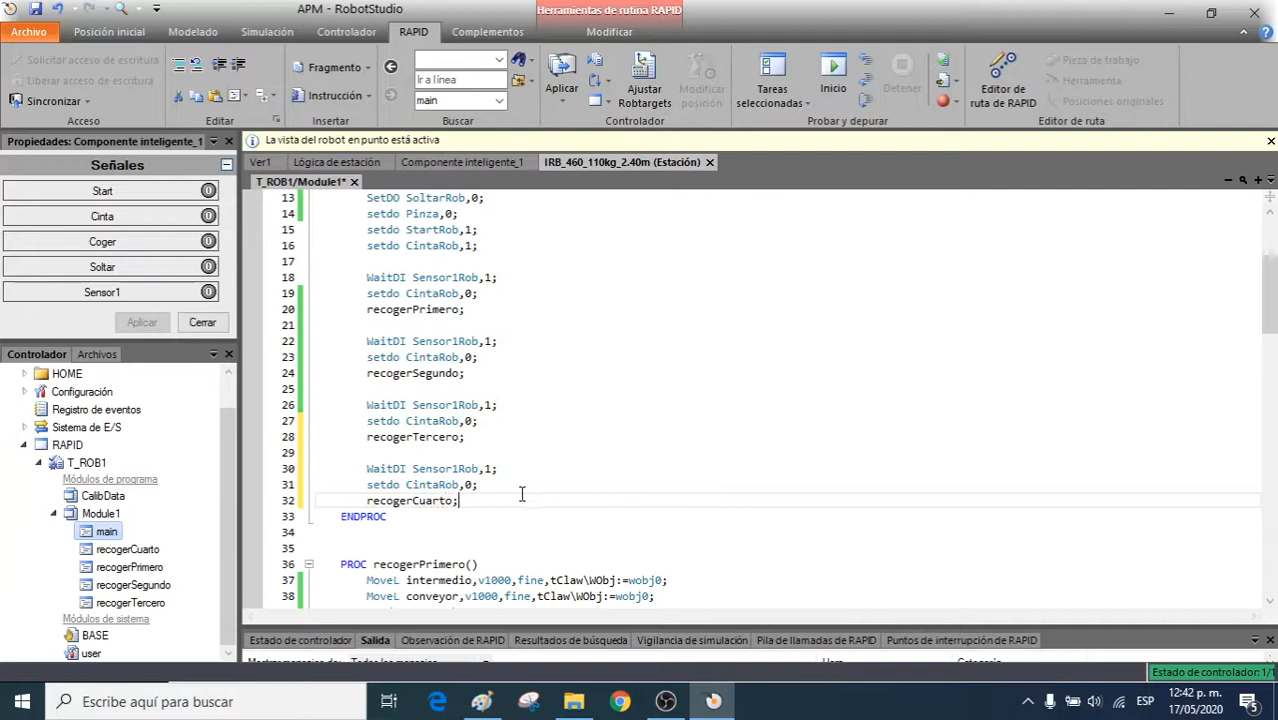 APM - RobotStudio
Herramientas de rutina RAPID
Archivo
Posición inicial
Modelado
Simulación
Controlador
RAPID
Complementos
Modificar
Solicitar acceso de escritura
Liberar acceso de escritura
Sincronizar
Acceso
Editar
Fragmento
Instrucción
Insertar
Ir a línea
main
Buscar
Aplicar
Ajustar
Robtargets
Modificar
posición
Controlador
Tareas
seleccionadas
Inicio
Detener
Probar y depurar
Editor de
ruta de RAPID
Pieza de trabajo
Herramienta
Posiciones originales
Editor de ruta
Propiedades: Componente inteligente_1
La vista del robot en punto está activa
Señales
Start
Cinta
Coger
Soltar
Sensor1
Aplicar
Cerrar
Ver1
Lógica de estación
Componente inteligente_1
IRB_460_110kg_2.40m (Estación)
T_ROB1/Module1*
13 SetDO SoltarRob,0;
14 setdo Pinza,0;
15 setdo StartRob,1;
16 setdo CintaRob,1;
17
18 WaitDI Sensor1Rob,1;
19 setdo CintaRob,0;
20 recogerPrimero;
21
22 WaitDI Sensor1Rob,1;
23 setdo CintaRob,0;
24 recogerSegundo;
25
26 WaitDI Sensor1Rob,1;
27 setdo CintaRob,0;
28 recogerTercero;
29
30 WaitDI Sensor1Rob,1;
31 setdo CintaRob,0;
32 recogerCuarto;
33 ENDPROC
34
35
36 PROC recogerPrimero()
37 MoveL intermedio,v1000,fine,tClaw\WObj:=wobj0;
38 MoveL conveyor,v1000,fine,tClaw\WObj:=wobj0;
Controlador
Archivos
HOME
Configuración
Registro de eventos
Sistema de E/S
RAPID
T_ROB1
Módulos de programa
CalibData
Module1
main
recogerCuarto
recogerPrimero
recogerSegundo
recogerTercero
Módulos de sistema
BASE
user
Estado de controlador
Salida
Observación de RAPID
Resultados de búsqueda
Vigilancia de simulación
Pila de llamadas de RAPID
Puntos de interrupción de RAPID
Estado de controlador: 1/1
Escribe aquí para buscar
ESP
12:42 p. m.
17/05/2020
5